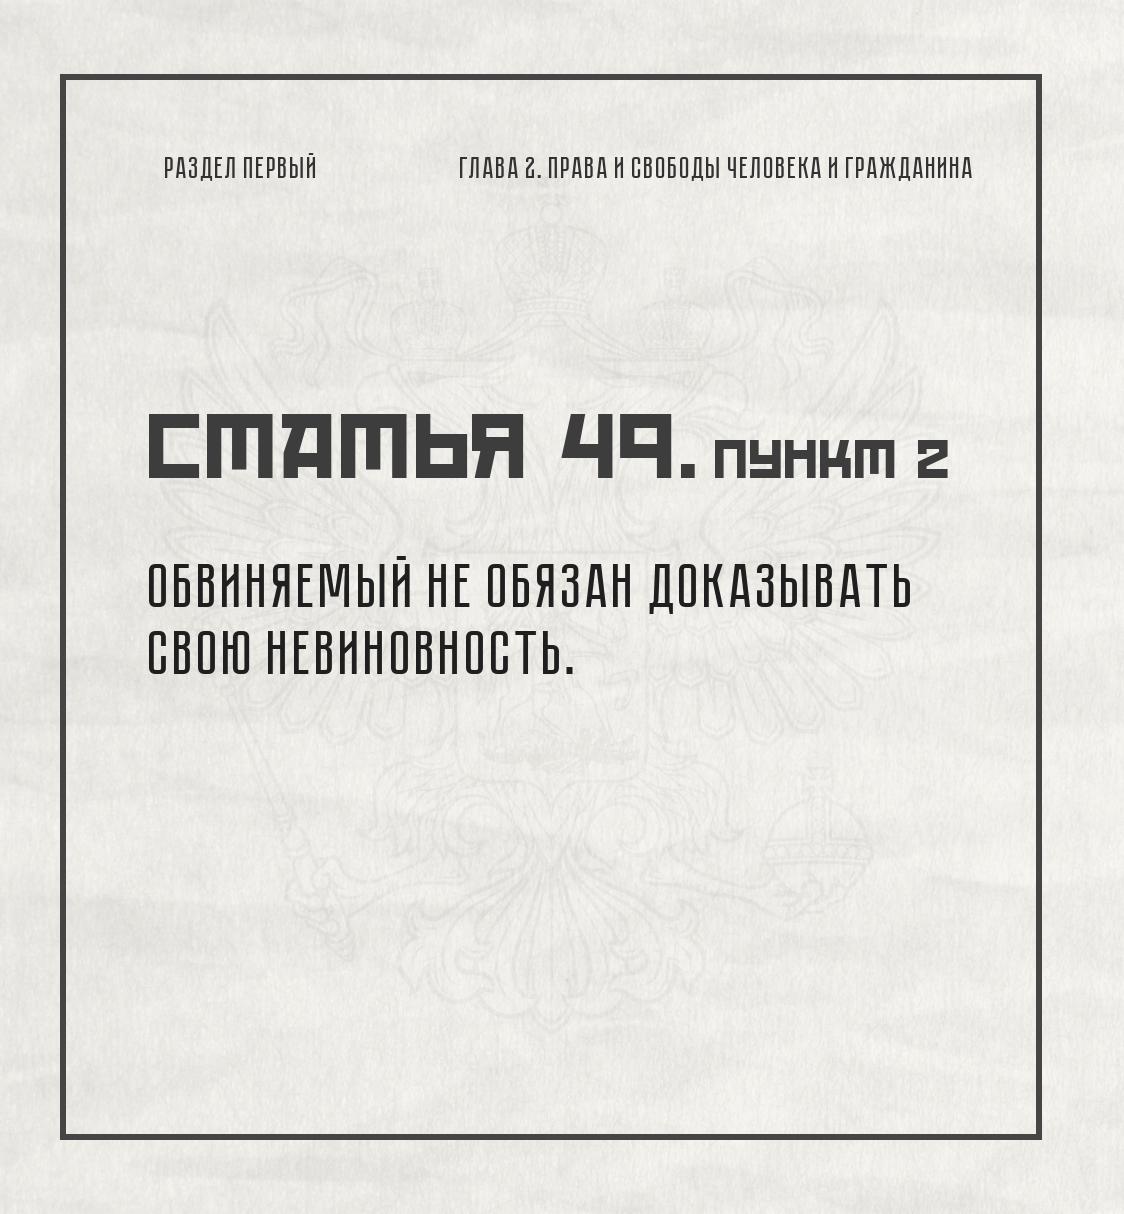 РАЗДЕЛ ПЕРВЫЙ
ГЛАВА 2. ПРАВА И СВОБОДЫ ЧЕЛОВЕКА И ГРАЖДАНИНА
СТАТЬЯ 49. ПУНКТ 2
ОБВИНЯЕМЫЙ НЕ ОБЯЗАН ДОКАЗЫВАТЬ
СВОЮ НЕВИНОВНОСТЬ.